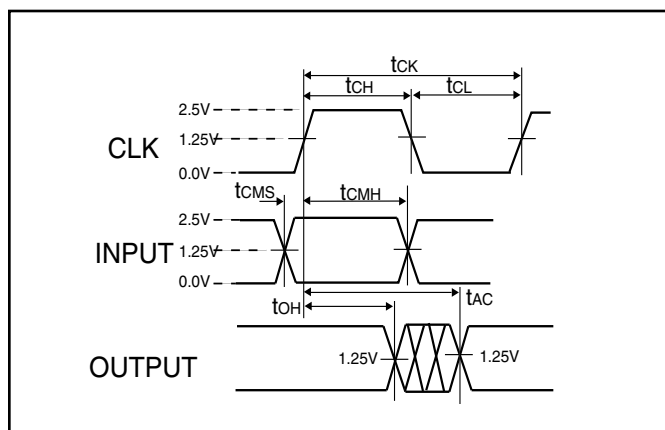 tCK
tCH tCL
2.5V
1.25V
CLK
0.0V
tCMS tCMH
2.5V
INPUT 1.25V
0.0V
tAC
tOH
1.25V 1.25V
OUTPUT